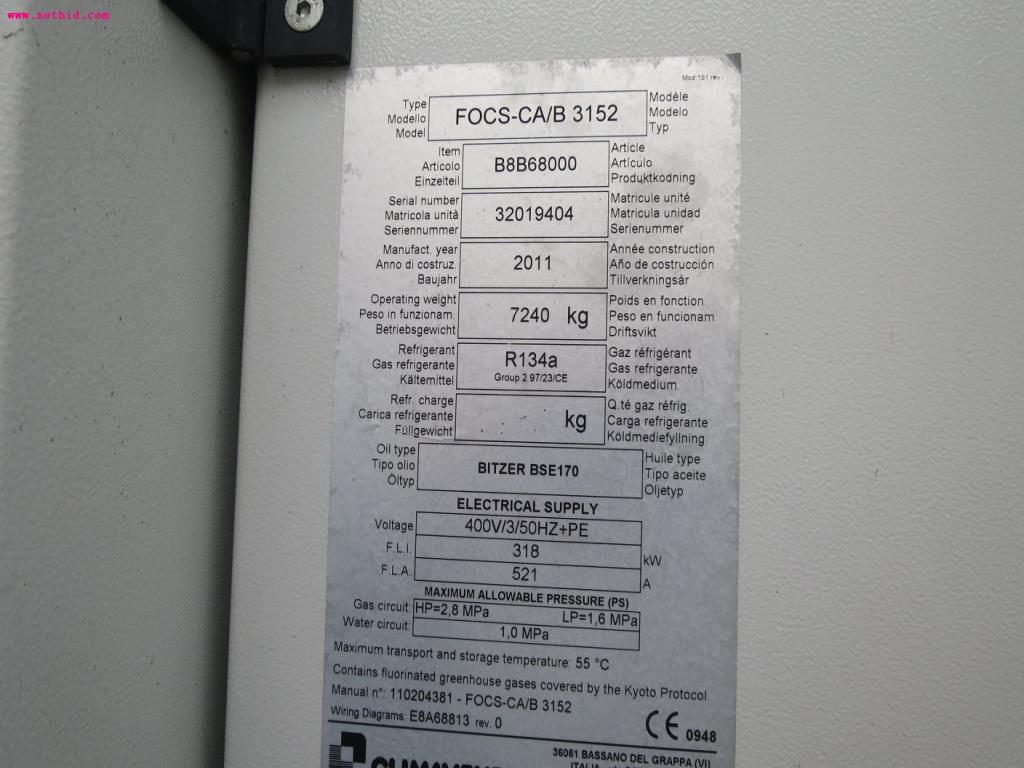 www.netbid.com
Mod 151 rev
Type
Modello
Model
FOCS-CA/B 3152
Modèle
Modelo
Typ
Item
Articolo
Einzelteil
B8B68000
Article
Artículo
Produktkodning
Serial number
Matricola unità
Seriennummer
32019404
Matricule unité
Matricula unidad
Serienummer
Manufact. year
Anno di costruz.
Baujahr
2011
Année construction
Año de costrucción
Tillverkningsår
Operating weight
Peso in funzionam.
Betriebsgewicht
7240 kg
Poids en fonction
Peso en funcionam
Driftsvikt
Refrigerant
Gas refrigerante
Kältemittel
R134a
Group 2 97/23/CE
Gaz réfrigérant
Gas refrigerante
Köldmedium
Refr. charge
Carica refrigerante
Füllgewicht
kg
Q.té gaz réfrig.
Carga refrigerante
Köldmediefyllning
Oil type
Tipo olio
Öltyp
BITZER BSE170
Huile type
Tipo aceite
Oljetyp
ELECTRICAL SUPPLY
Voltage 400V/3/50HZ+PE
F.L.I. 318 kW
F.L.A. 521 A
MAXIMUM ALLOWABLE PRESSURE (PS)
Gas circuit: HP=2,8 MPa LP=1,6 MPa
Water circuit: 1,0 MPa
Maximum transport and storage temperature: 55 °C
Contains fluorinated greenhouse gases covered by the Kyoto Protocol
Manual n°: 110204381 - FOCS-CA/B 3152
Wiring Diagrams: E8A68813 rev. 0
CE 0948
36061 BASSANO DEL GRAPPA (VI)